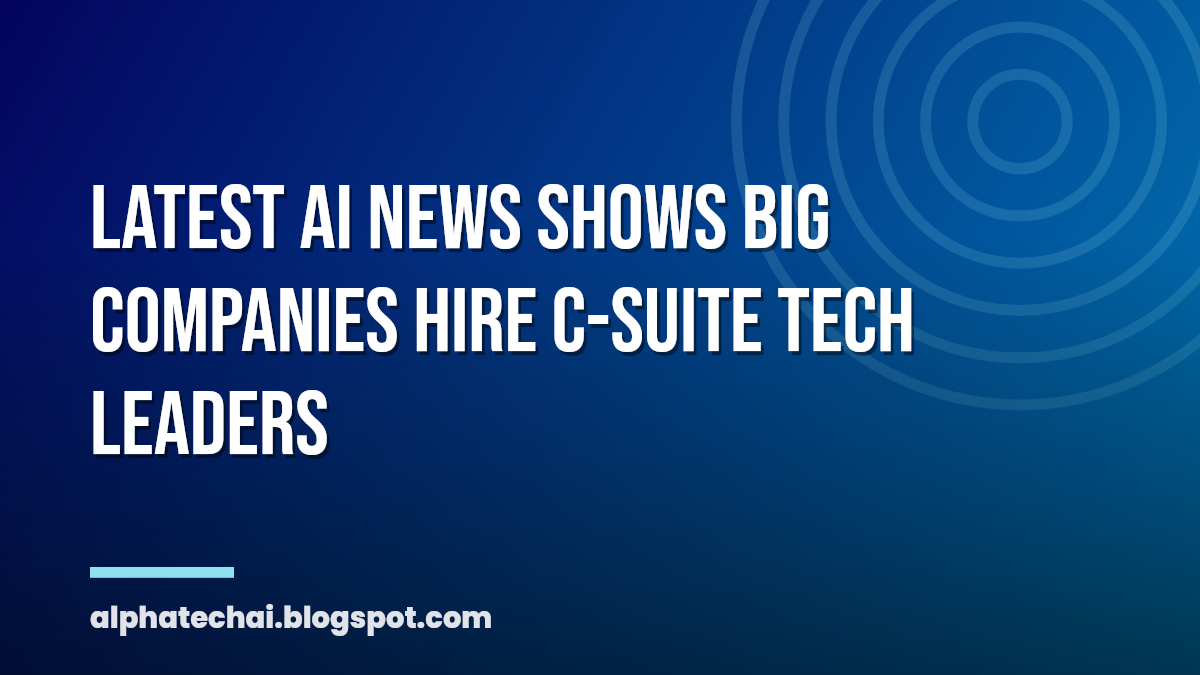 LATEST AI NEWS SHOWS BIG
COMPANIES HIRE C-SUITE TECH
LEADERS
alphatechai.blogspot.com